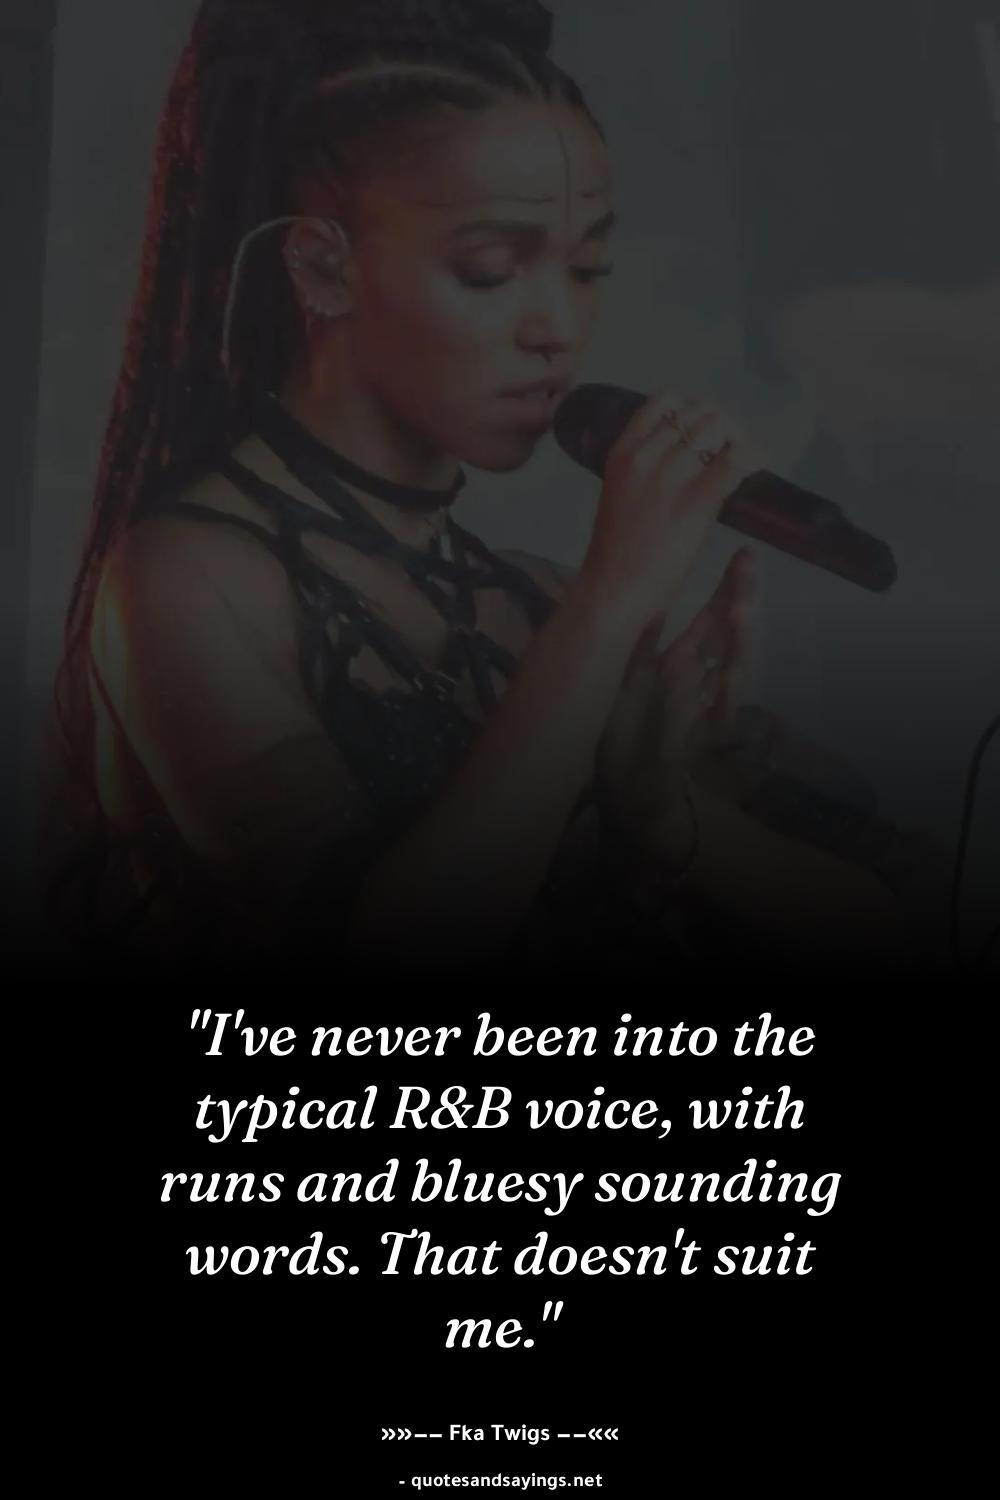 "I've never been into the
typical R&B voice, with
runs and bluesy sounding
words. That doesn't suit
me."
»»-– Fka Twigs –-««
- quotesandsayings.net